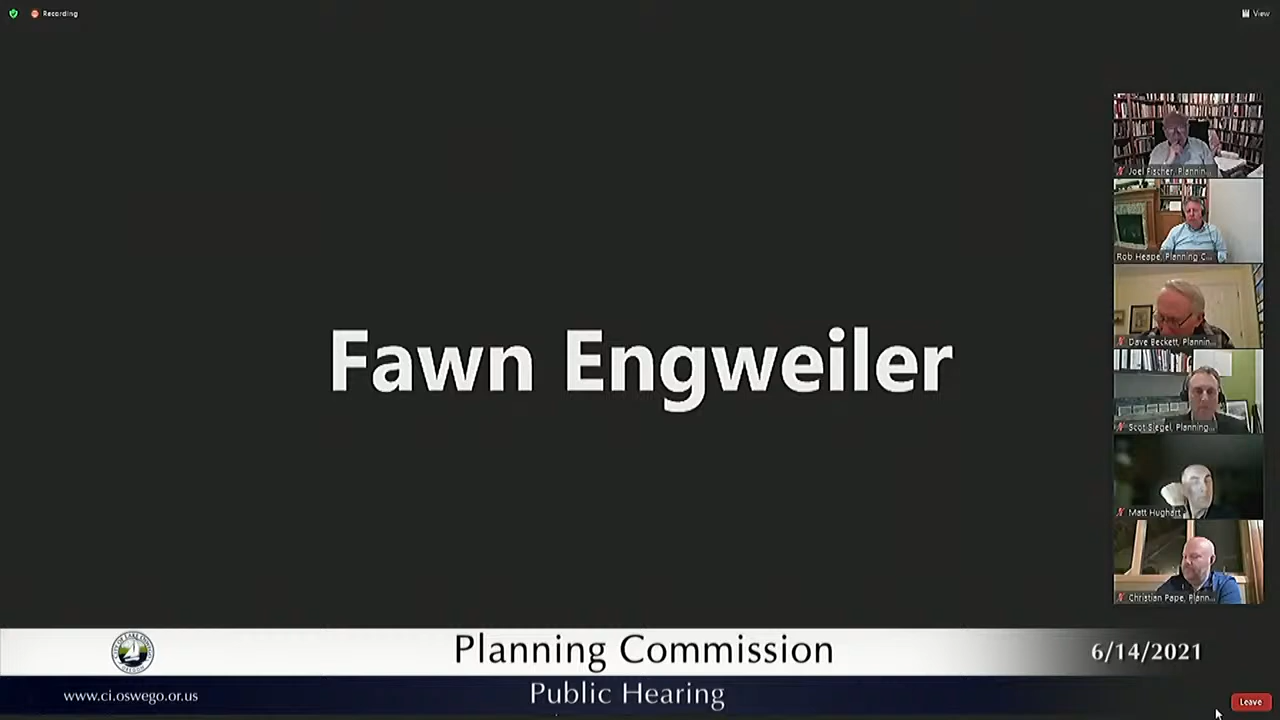 Recording
View
Fawn Engweiler
Joel Fischer, Plannin...
Rob Heape, Planning C...
Dave Beckett, Plannin...
Scot Siegel, Planning...
Matt Hughart
Christian Pape, Plann...
Planning Commission
6/14/2021
www.ci.oswego.or.us
Public Hearing
Leave